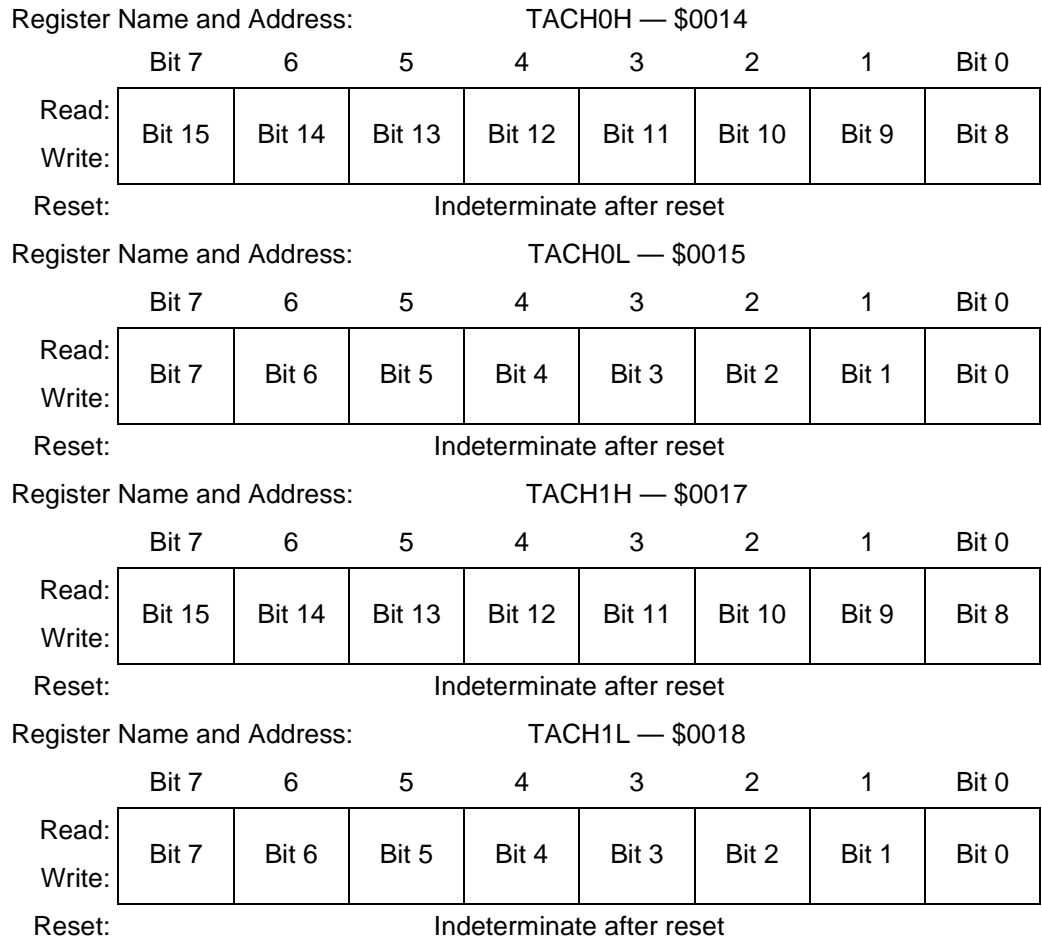 Register Name and Address: TACH0H — $0014
Bit 7 6 5 4 3 2 1 Bit 0
Read:
Bit 15 Bit 14 Bit 13 Bit 12 Bit 11 Bit 10 Bit 9 Bit 8
Write:
Reset: Indeterminate after reset
Register Name and Address: TACH0L — $0015
Bit 7 6 5 4 3 2 1 Bit 0
Read:
Bit 7 Bit 6 Bit 5 Bit 4 Bit 3 Bit 2 Bit 1 Bit 0
Write:
Reset: Indeterminate after reset
Register Name and Address: TACH1H — $0017
Bit 7 6 5 4 3 2 1 Bit 0
Read:
Bit 15 Bit 14 Bit 13 Bit 12 Bit 11 Bit 10 Bit 9 Bit 8
Write:
Reset: Indeterminate after reset
Register Name and Address: TACH1L — $0018
Bit 7 6 5 4 3 2 1 Bit 0
Read:
Bit 7 Bit 6 Bit 5 Bit 4 Bit 3 Bit 2 Bit 1 Bit 0
Write:
Reset: Indeterminate after reset